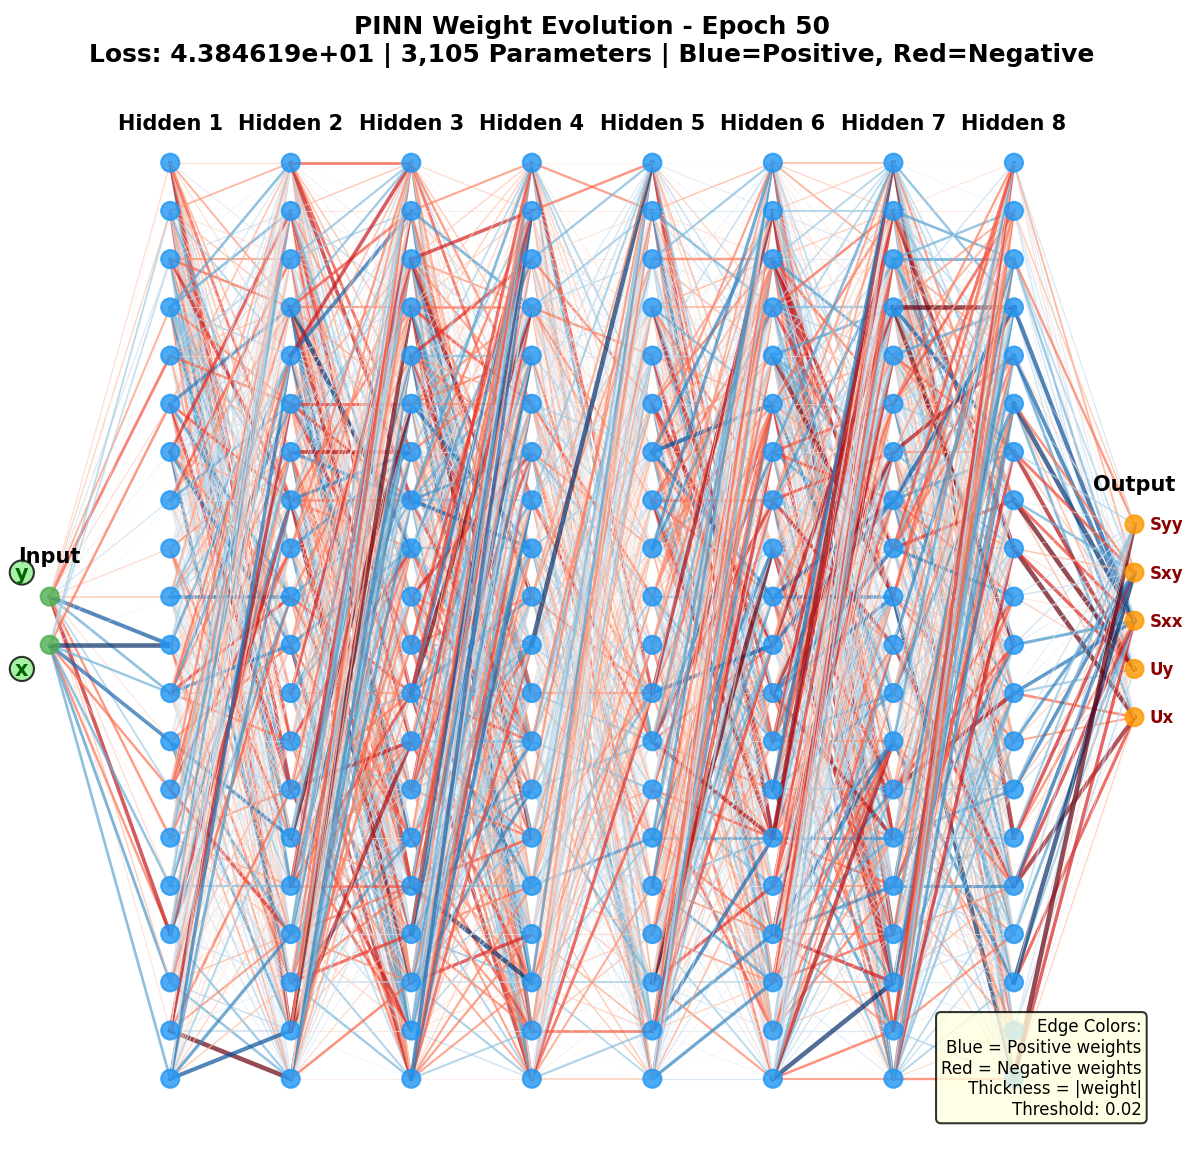 PINN Weight Evolution - Epoch 50
Loss: 4.384619e+01 | 3,105 Parameters | Blue=Positive, Red=Negative
Hidden 1 Hidden 2 Hidden 3 Hidden 4 Hidden 5 Hidden 6 Hidden 7 Hidden 8
Output
Syy
Input
y
Sxy
Sxx
x
Uy
Ux
Edge Colors:
Blue = Positive weights
Red = Negative weights
Thickness = |weight|
Threshold: 0.02